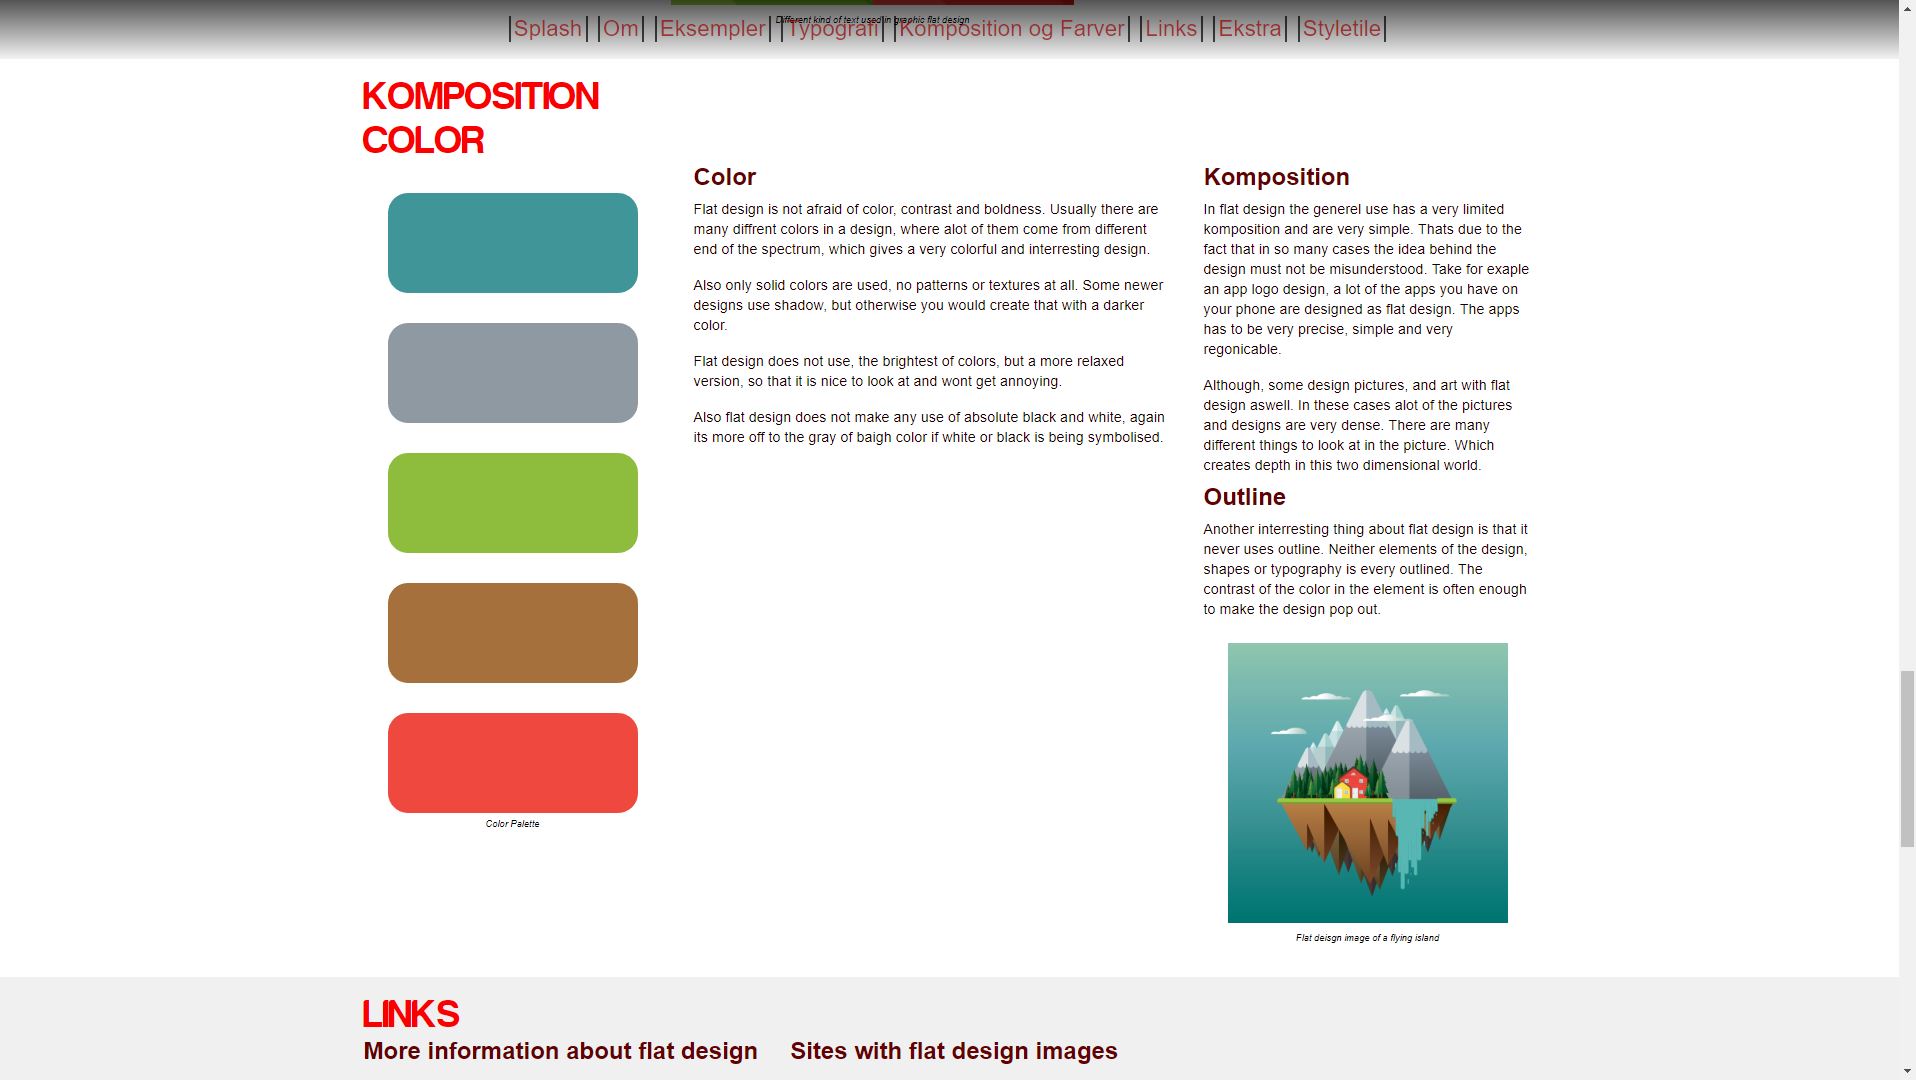 Different kind of text used in graphic flat design
|Splash| |Om| |Eksempler| |Typografi| |Komposition og Farver| |Links| |Ekstra| |Styletile|
KOMPOSITION
COLOR
Color
Flat design is not afraid of color, contrast and boldness. Usually there are
many diffrent colors in a design, where alot of them come from different
end of the spectrum, which gives a very colorful and interresting design.
Also only solid colors are used, no patterns or textures at all. Some newer
designs use shadow, but otherwise you would create that with a darker
color.
Flat design does not use, the brightest of colors, but a more relaxed
version, so that it is nice to look at and wont get annoying.
Also flat design does not make any use of absolute black and white, again
its more off to the gray of baigh color if white or black is being symbolised.
Komposition
In flat design the generel use has a very limited
komposition and are very simple. Thats due to the
fact that in so many cases the idea behind the
design must not be misunderstood. Take for exaple
an app logo design, a lot of the apps you have on
your phone are designed as flat design. The apps
has to be very precise, simple and very
regonicable.
Although, some design pictures, and art with flat
design aswell. In these cases alot of the pictures
and designs are very dense. There are many
different things to look at in the picture. Which
creates depth in this two dimensional world.
Outline
Another interresting thing about flat design is that it
never uses outline. Neither elements of the design,
shapes or typography is every outlined. The
contrast of the color in the element is often enough
to make the design pop out.
Color Palette
Flat deisgn image of a flying island
LINKS
More information about flat design
Sites with flat design images